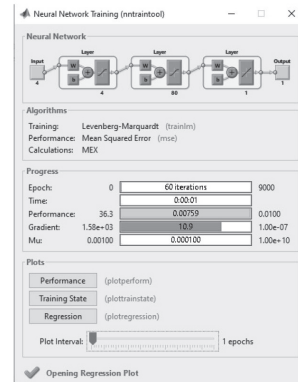 Neural Network Training (nntraintool)
Neural Network
Layer Layer Layer
Input Output
W W W
b b b
4 4 80 1 1
Algorithms
Training: Levenberg-Marquardt (trainlm)
Performance: Mean Squared Error (mse)
Calculations: MEX
Progress
Epoch: 0 60 iterations 9000
Time: 0:00:01
Performance: 36.3 0.00759 0.0100
Gradient: 1.58e+03 10.9 1.00e-07
Mu: 0.00100 0.000100 1.00e+10
Plots
Performance (plotperform)
Training State (plottrainstate)
Regression (plotregression)
Plot Interval: 1 epochs
Opening Regression Plot